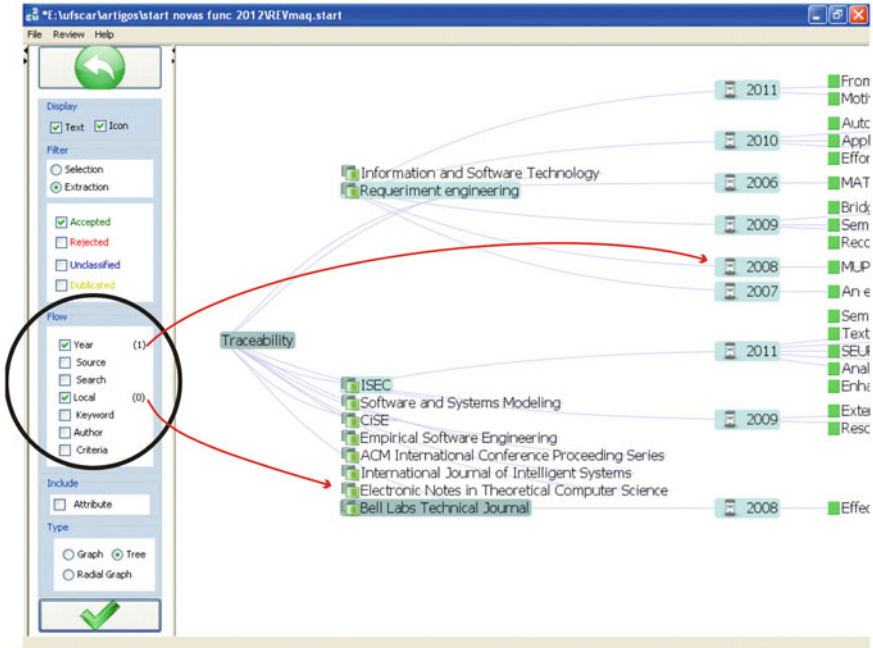 *E:\ufscar\artigos\start novas func 2012\REVmaq.start
File Review Help
Display
Text Icon
Filter
Selection
Extraction
Accepted
Rejected
Unclassified
Dublicated
Flow
Year (1)
Source
Search
Local (0)
Keyword
Author
Criteria
Include
Attribute
Type
Graph Tree
Radial Graph
Traceability
Information and Software Technology
Requeriment engineering
ISEC
Software and Systems Modeling
CiSE
Empirical Software Engineering
ACM International Conference Proceeding Series
International Journal of Intelligent Systems
Electronic Notes in Theoretical Computer Science
Bell Labs Technical Journal
2011
2010
2006
2009
2008
2007
2011
2009
2008
From
Moti
Auto
Appl
Effor
MAT
Bridg
Sem
Reco
MUP
An e
Sem
Text
SEUR
Anal
Enha
Exter
Resc
Effec